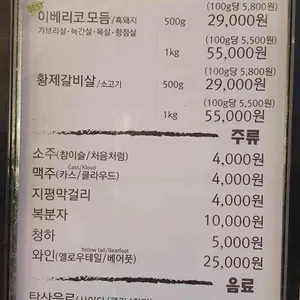 BEST
(100g당 5,800원)
이베리코모듬/흑돼지 500g 29,000원
가브리살·늑간살·목살·항정살
(100g당 5,500원)
1kg 55,000원
(100g당 5,800원)
황제갈비살/소고기 500g 29,000원
(100g당 5,500원)
1kg 55,000원
주류
소주(참이슬/처음처럼) 4,000원
Cass/Kloud
맥주(카스/클라우드) 4,000원
지평막걸리 4,000원
복분자 10,000원
청하 5,000원
Yellow tail/Bearfoot
와인(옐로우테일/베어풋) 25,000원
음료